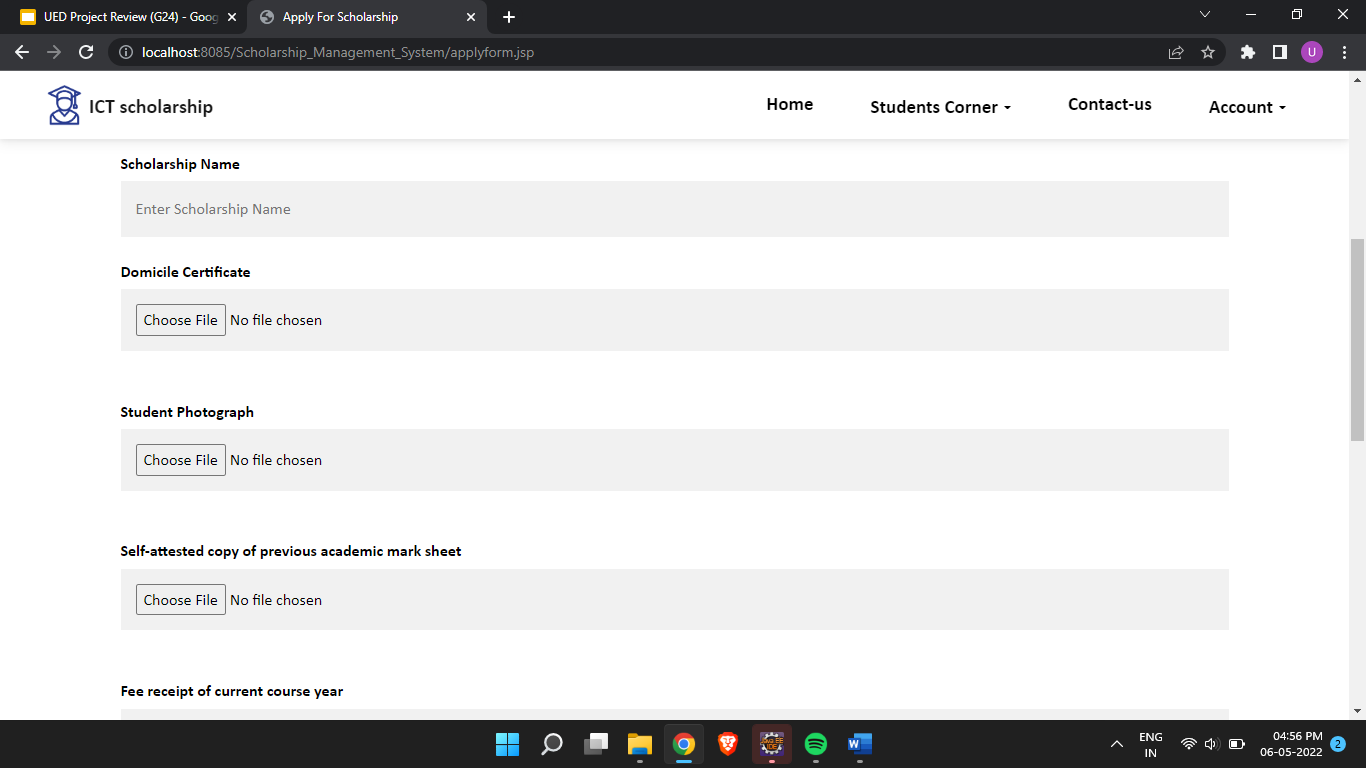 UED Project Review (G24) - Goog
Apply For Scholarship
localhost:8085/Scholarship_Management_System/applyform.jsp
U
ICT scholarship
Home
Students Corner
Contact-us
Account
Scholarship Name
Enter Scholarship Name
Domicile Certificate
Choose File No file chosen
Student Photograph
Choose File No file chosen
Self-attested copy of previous academic mark sheet
Choose File No file chosen
Fee receipt of current course year
W
ENG
IN
04:56 PM
06-05-2022
2